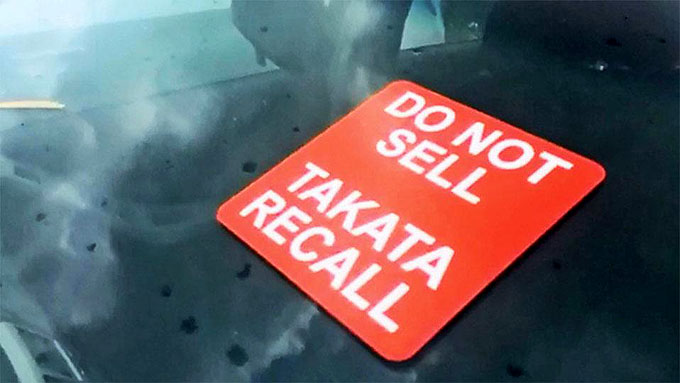 DO NOT
SELL
TAKATA
RECALL